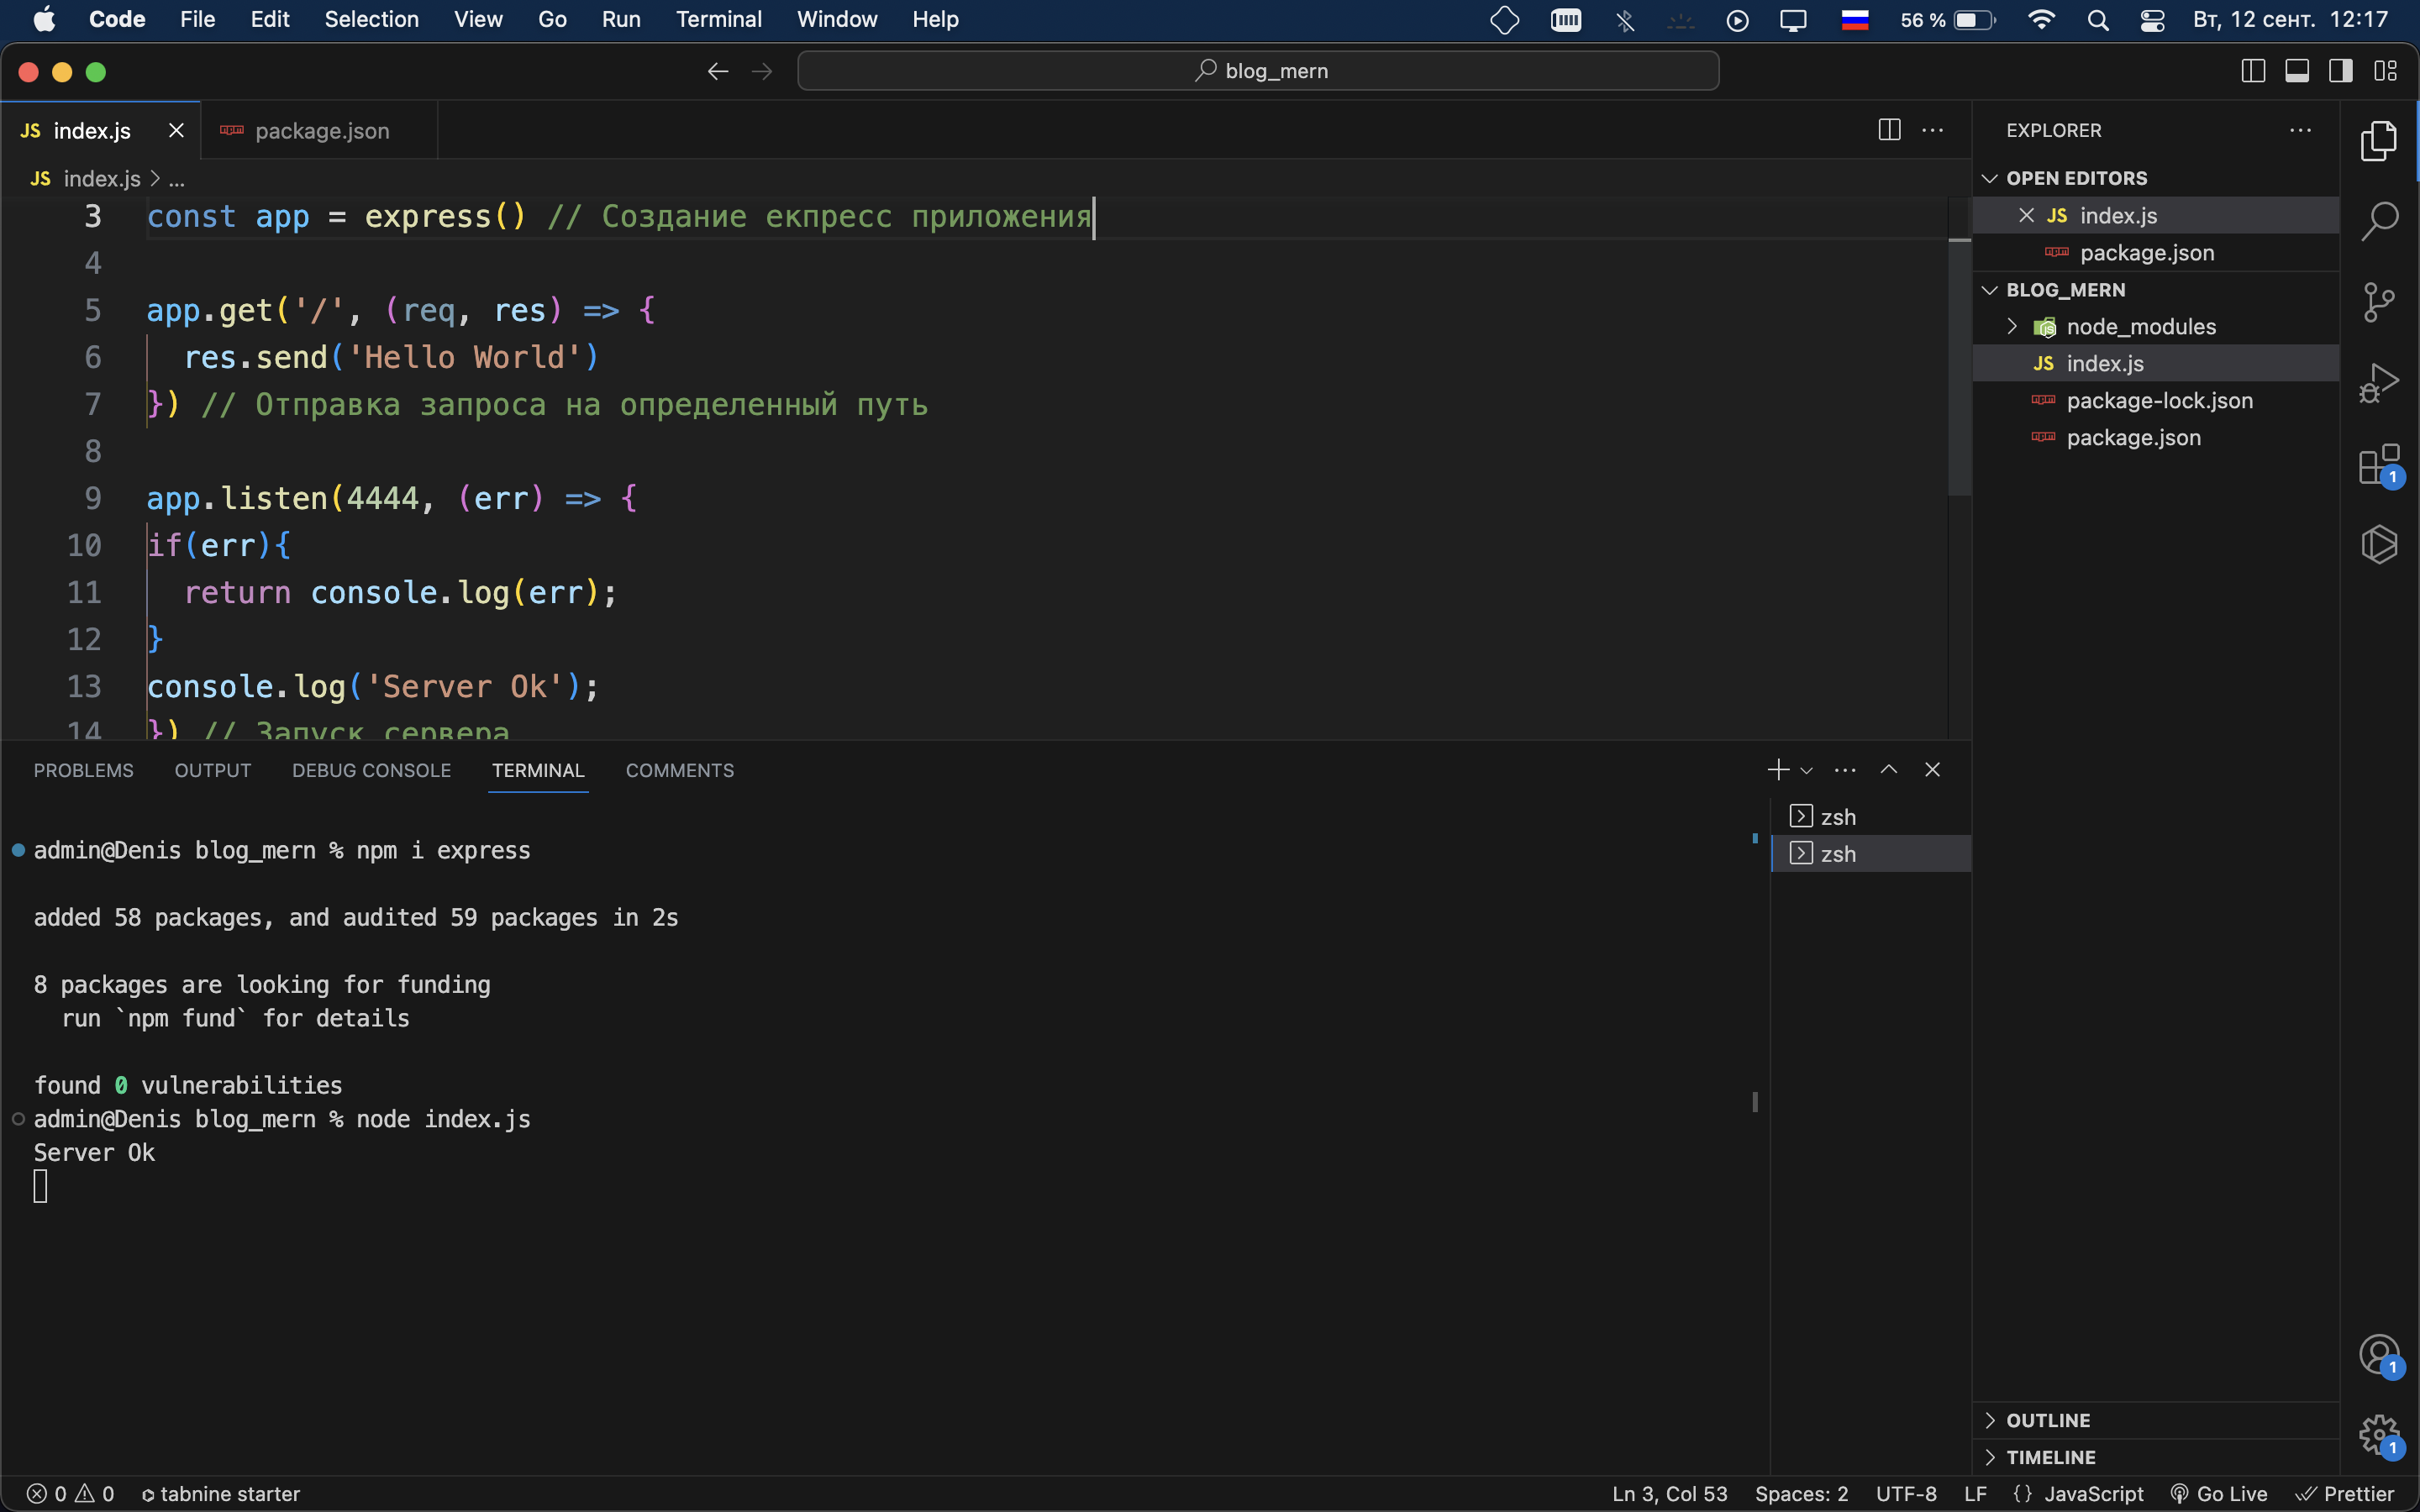 Code File Edit Selection View Go Run Terminal Window Help 56 % Вт, 12 сент. 12:17
blog_mern
JS index.js package.json
JS index.js > ...
3 const app = express() // Создание екпресс приложения
4
5 app.get('/', (req, res) => {
6 res.send('Hello World')
7 }) // Отправка запроса на определенный путь
8
9 app.listen(4444, (err) => {
10 if(err){
11 return console.log(err);
12 }
13 console.log('Server Ok');
14 }) // Запуск сервера
PROBLEMS OUTPUT DEBUG CONSOLE TERMINAL COMMENTS
admin@Denis blog_mern % npm i express
added 58 packages, and audited 59 packages in 2s
8 packages are looking for funding
run `npm fund` for details
found 0 vulnerabilities
admin@Denis blog_mern % node index.js
Server Ok
zsh
zsh
EXPLORER
OPEN EDITORS
JS index.js
package.json
BLOG_MERN
node_modules
JS index.js
package-lock.json
package.json
OUTLINE
TIMELINE
1
1
1
0 0 tabnine starter Ln 3, Col 53 Spaces: 2 UTF-8 LF {} JavaScript Go Live Prettier